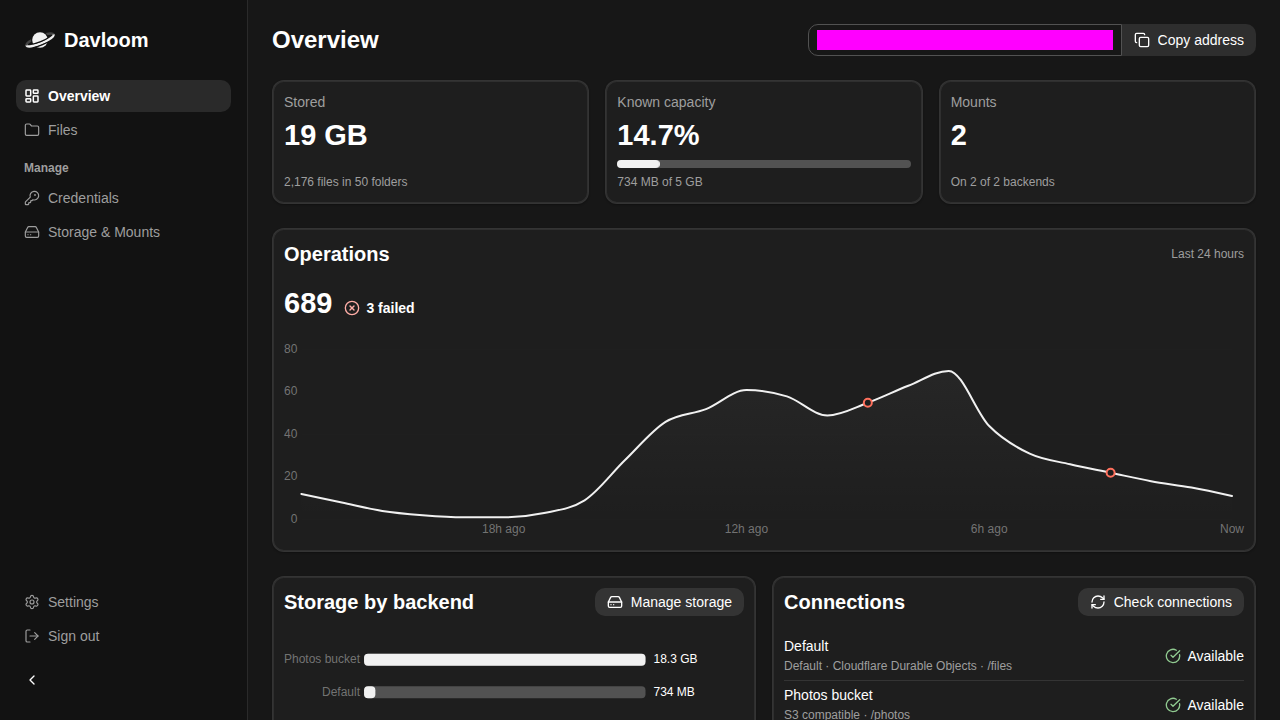 Davloom
Overview
Files
Manage
Credentials
Storage & Mounts
Settings
Sign out
Overview
Copy address
Stored
19 GB
2,176 files in 50 folders
Known capacity
14.7%
734 MB of 5 GB
Mounts
2
On 2 of 2 backends
Operations
Last 24 hours
689
3 failed
80
60
40
20
0
18h ago
12h ago
6h ago
Now
Storage by backend
Manage storage
Photos bucket
18.3 GB
Default
734 MB
Connections
Check connections
Default
Default · Cloudflare Durable Objects · /files
Available
Photos bucket
S3 compatible · /photos
Available